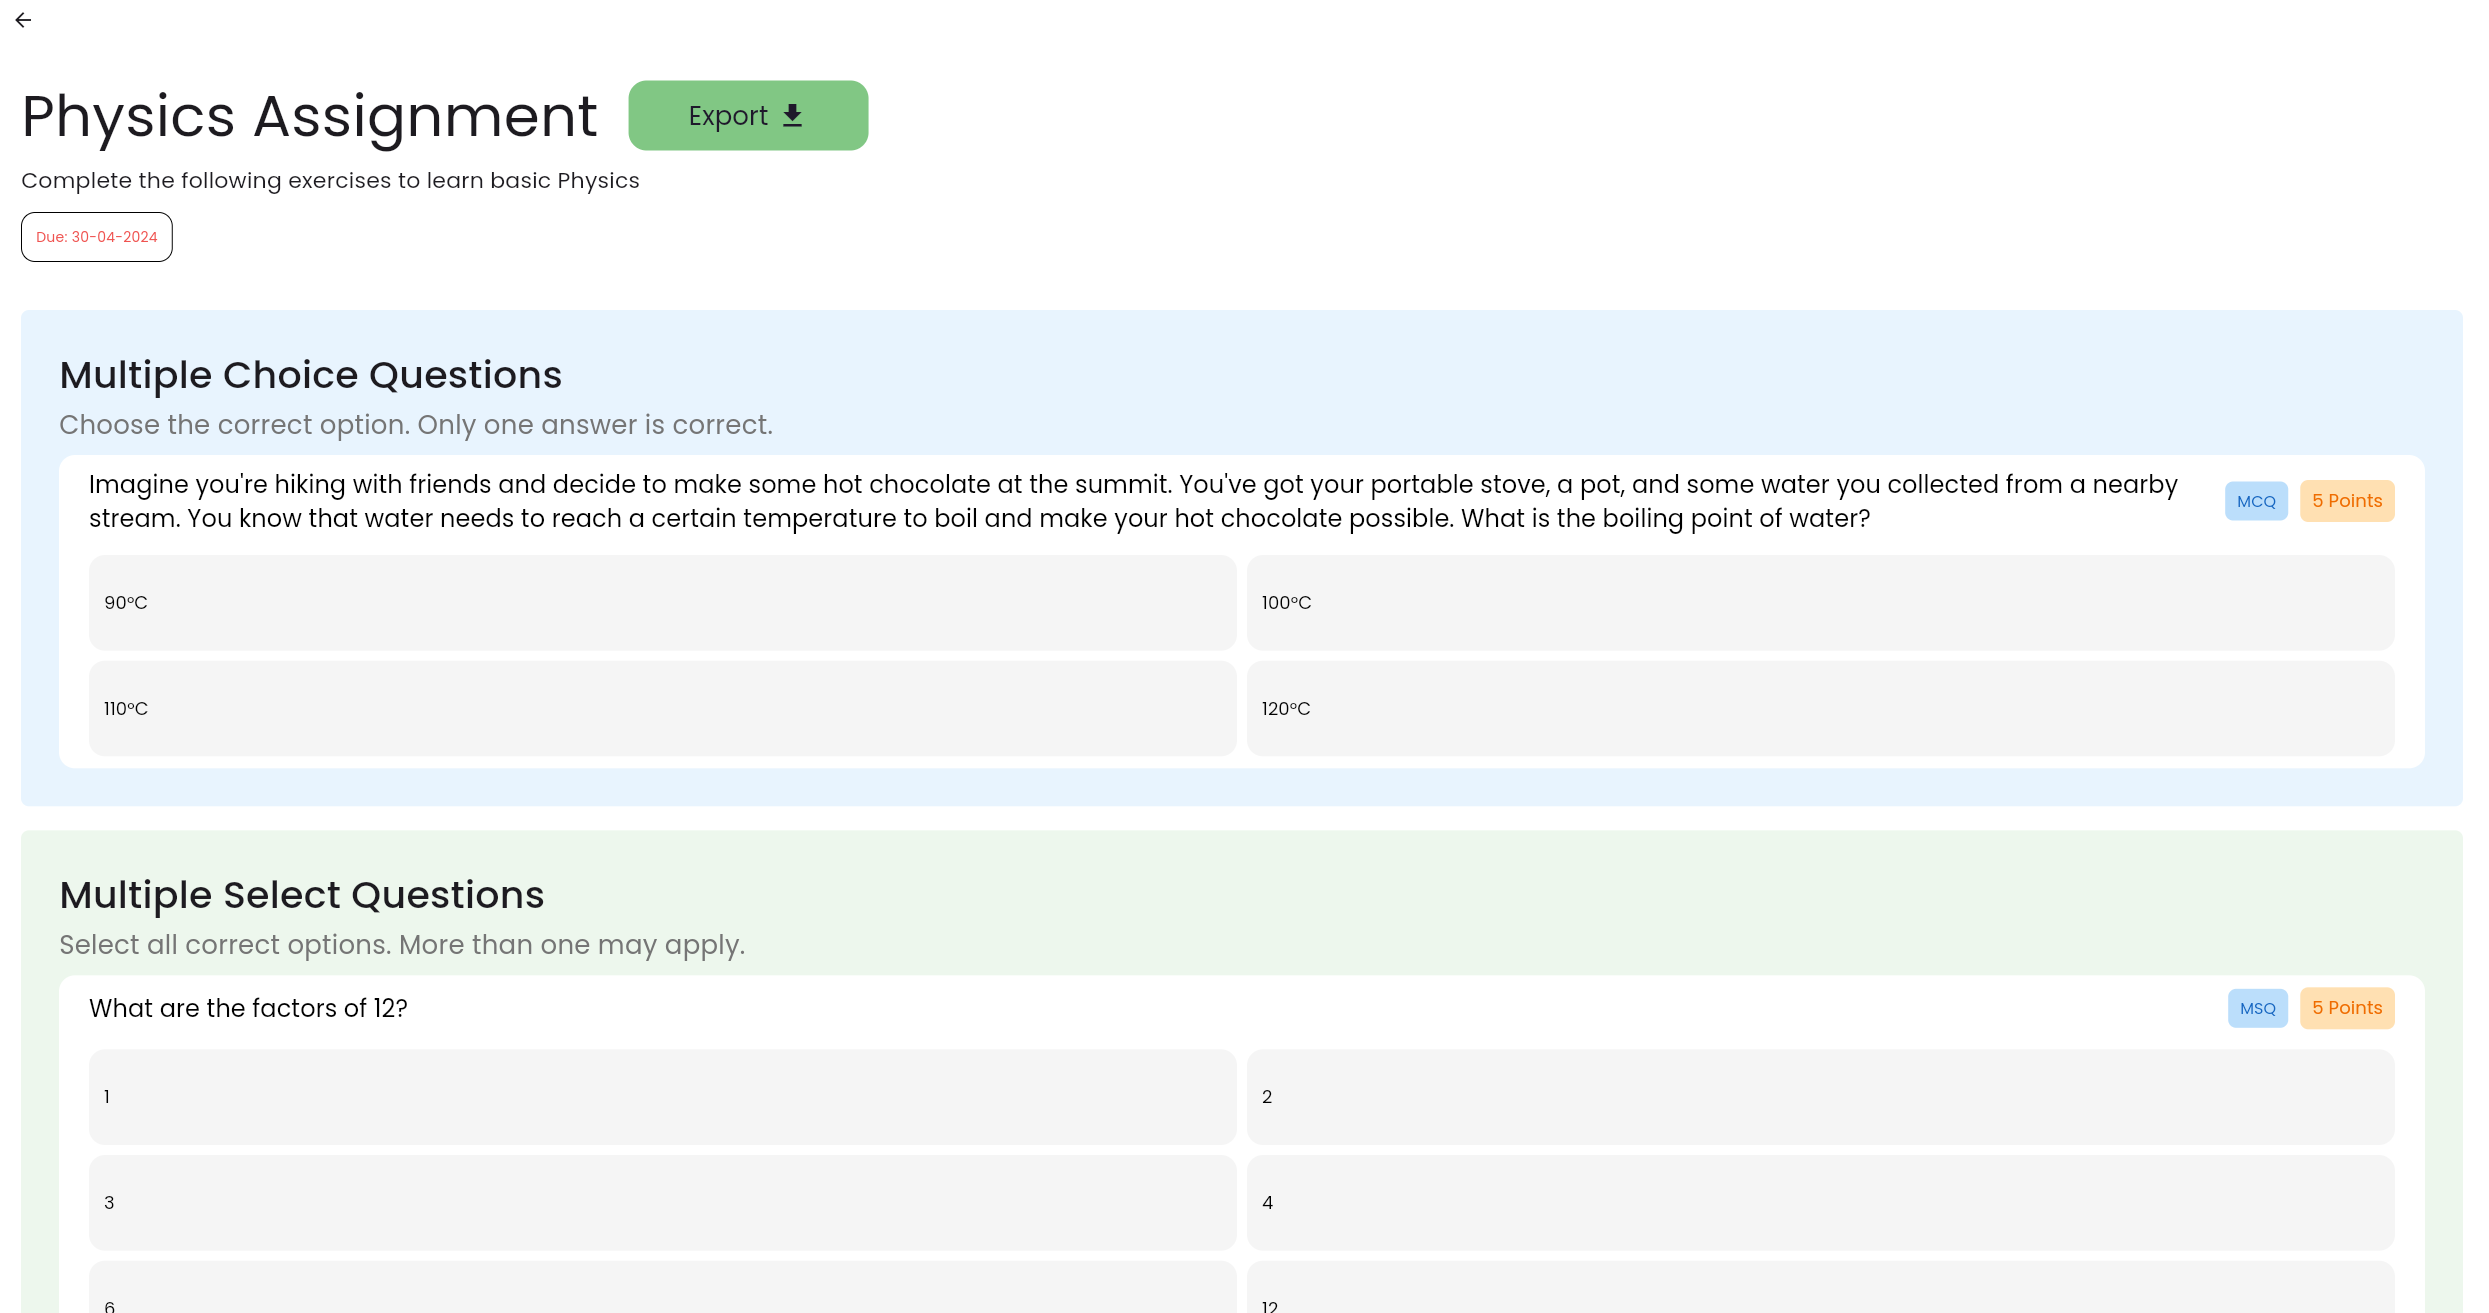 Physics Assignment
Export
Complete the following exercises to learn basic Physics
Due: 30-04-2024
Multiple Choice Questions
Choose the correct option. Only one answer is correct.
Imagine you're hiking with friends and decide to make some hot chocolate at the summit. You've got your portable stove, a pot, and some water you collected from a nearby
stream. You know that water needs to reach a certain temperature to boil and make your hot chocolate possible. What is the boiling point of water?
MCQ
5 Points
90°C
100°C
110°C
120°C
Multiple Select Questions
Select all correct options. More than one may apply.
What are the factors of 12?
MSQ
5 Points
1
2
3
4
6
12